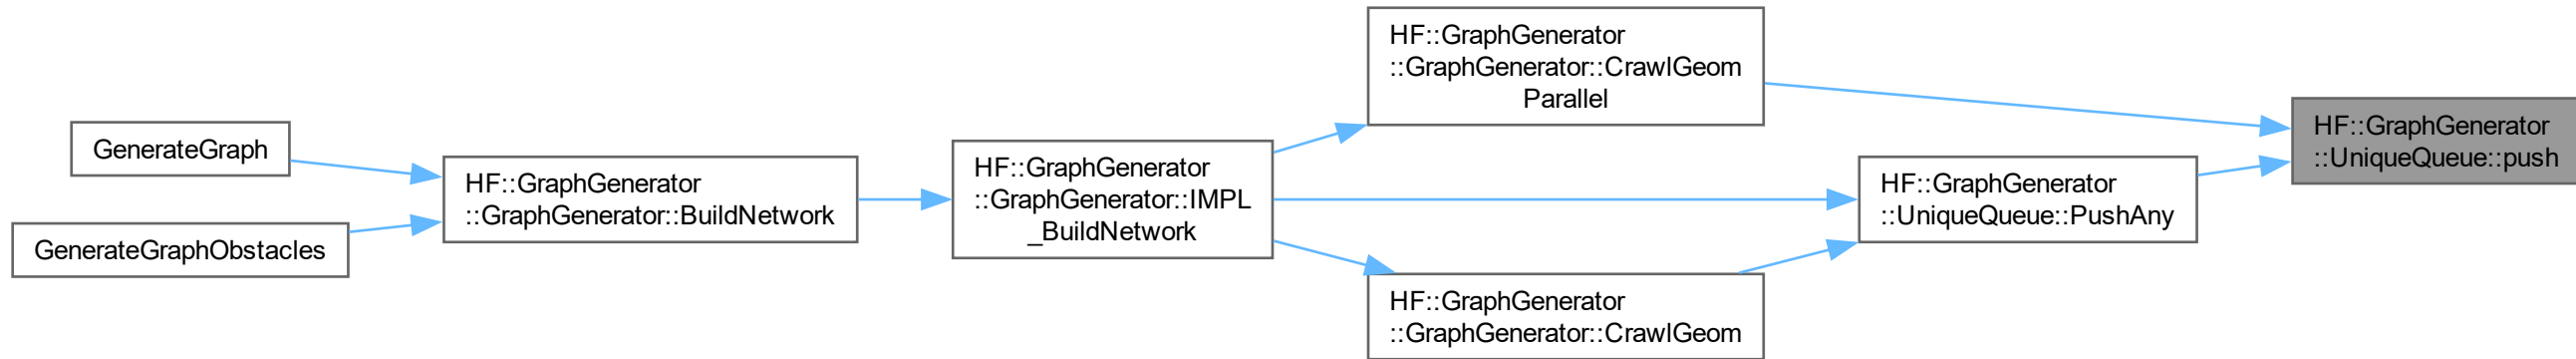 GenerateGraph
GenerateGraphObstacles
HF::GraphGenerator
::GraphGenerator::BuildNetwork
HF::GraphGenerator
::GraphGenerator::IMPL
_BuildNetwork
HF::GraphGenerator
::GraphGenerator::CrawlGeom
Parallel
HF::GraphGenerator
::GraphGenerator::CrawlGeom
HF::GraphGenerator
::UniqueQueue::PushAny
HF::GraphGenerator
::UniqueQueue::push